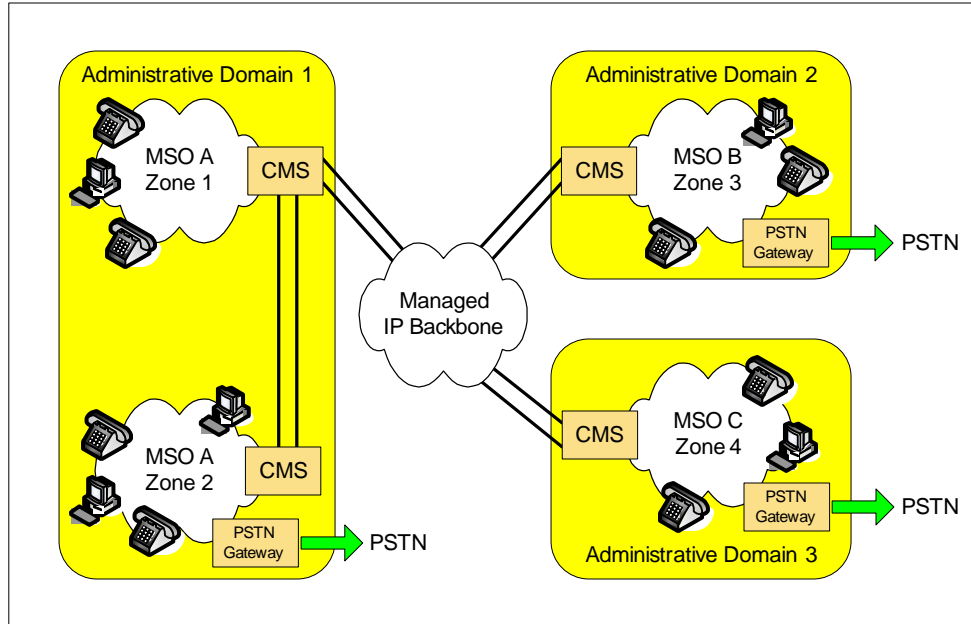 Administrative Domain 1
MSO A
Zone 1
CMS
MSO A
Zone 2
CMS
PSTN
Gateway
PSTN
Managed
IP Backbone
Administrative Domain 2
CMS
MSO B
Zone 3
PSTN
Gateway
PSTN
CMS
MSO C
Zone 4
PSTN
Gateway
PSTN
Administrative Domain 3